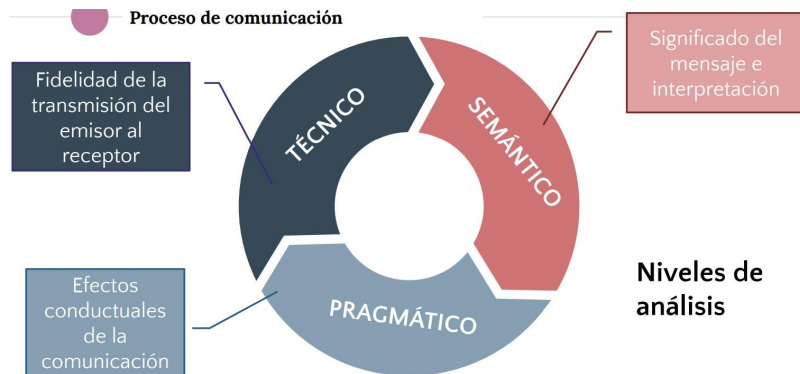 Proceso de comunicación
Fidelidad de la
transmisión del
emisor al
receptor
TÉCNICO
SEMÁNTICO
Significado del
mensaje e
interpretación
Efectos
conductuales
de la
comunicación
PRAGMÁTICO
Niveles de
análisis